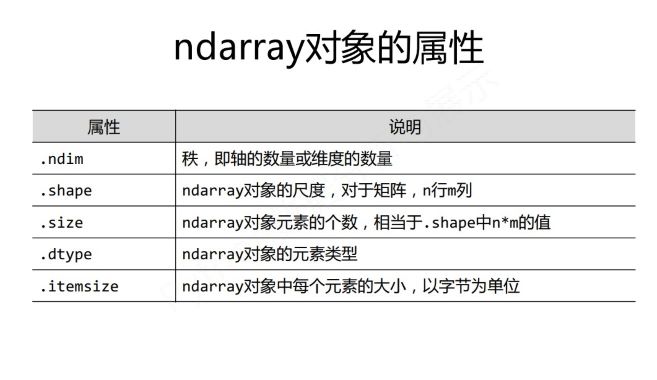 ndarray对象的属性
属性 说明
.ndim 秩，即轴的数量或维度的数量
.shape ndarray对象的尺度，对于矩阵，n行m列
.size ndarray对象元素的个数，相当于.shape中n*m的值
.dtype ndarray对象的元素类型
.itemsize ndarray对象中每个元素的大小，以字节为单位
展示